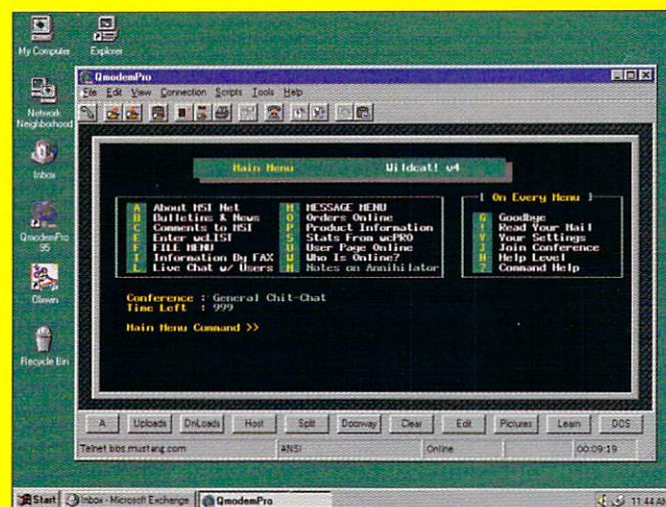 My Computer
Explorer
Network Neighborhood
Inbox
QmodemPro 95
Recycle Bin
QmodemPro
File Edit View Connection Scripts Tools Help
Main Menu Wildcat! v4
A About MSI Net
B Bulletins & News
C Comments to MSI
E Enter wcLIST
F FILE MENU
I Information By FAX
L Live Chat w/ Users
M MESSAGE MENU
O Orders Online
P Product Information
S Stats From wcPRO
U User Page Online
W Who Is Online?
N Notes on Annihilator
[ On Every Menu ]
G Goodbye
! Read Your Mail
Y Your Settings
J Join Conference
H Help Level
? Command Help
Conference : General Chit-Chat
Time Left : 999
Main Menu Command >>
A Uploads DnLoads Host Split Doorway Clear Edit Pictures Learn DOS
Telnet bbs.mustang.com ANSI Online 00:09:19
Start Inbox - Microsoft Exchange QmodemPro 11:44 AM